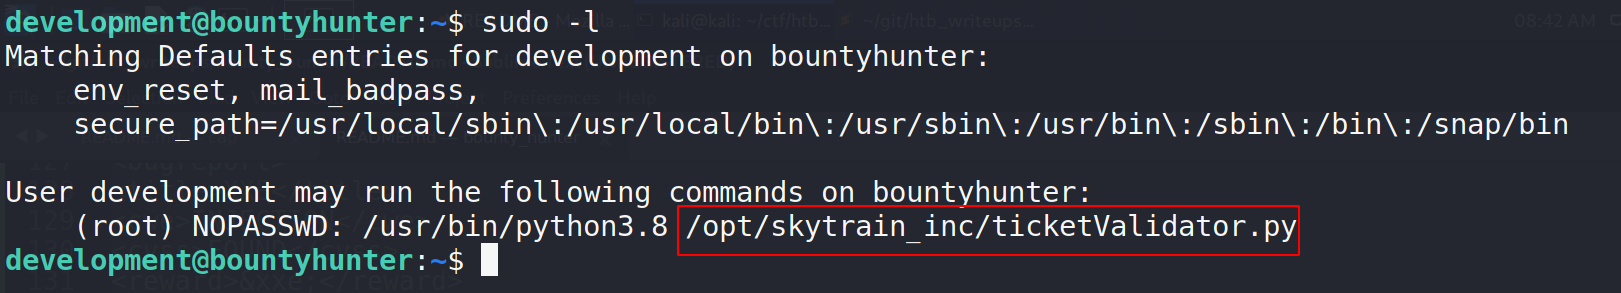 development@bountyhunter:~$ sudo -l
Matching Defaults entries for development on bountyhunter:
    env_reset, mail_badpass,
    secure_path=/usr/local/sbin\:/usr/local/bin\:/usr/sbin\:/usr/bin\:/sbin\:/bin\:/snap/bin

User development may run the following commands on bountyhunter:
    (root) NOPASSWD: /usr/bin/python3.8 /opt/skytrain_inc/ticketValidator.py
development@bountyhunter:~$